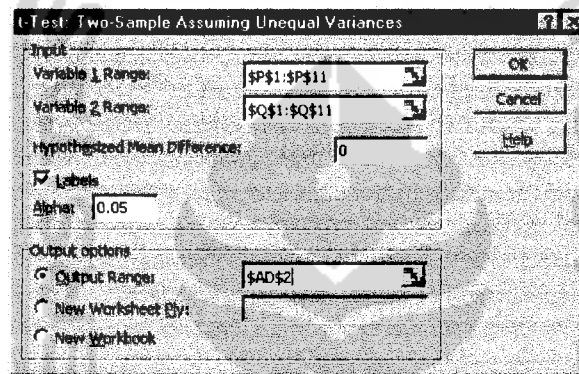 t-Test: Two-Sample Assuming Unequal Variances
Input
Variable 1 Range: $P$1:$P$11
Variable 2 Range: $Q$1:$Q$11
Hypothesized Mean Difference: 0
Labels
Alpha: 0.05
OK
Cancel
Help
Output options
Output Range: $AD$2
New Worksheet Ply:
New Workbook